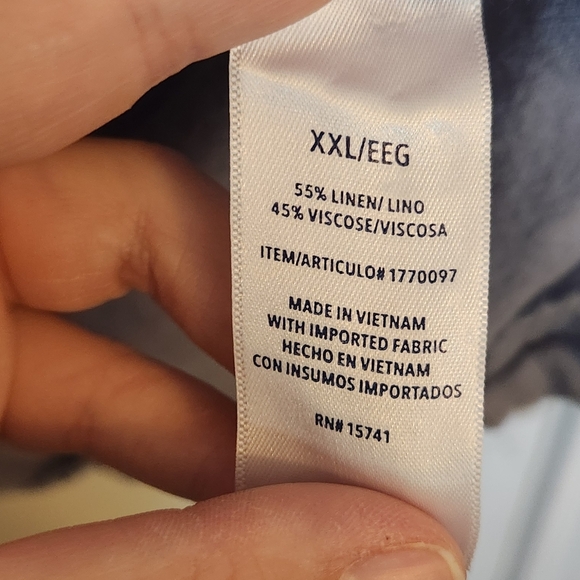 XXL/EEG
55% LINEN/ LINO
45% VISCOSE/VISCOSA
ITEM/ARTICULO# 1770097
MADE IN VIETNAM
WITH IMPORTED FABRIC
HECHO EN VIETNAM
CON INSUMOS IMPORTADOS
RN# 15741